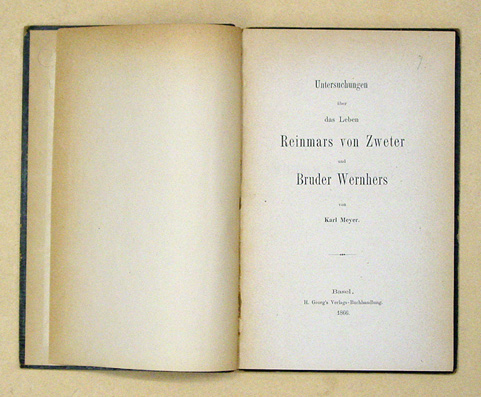 Untersuchungen
über
das Leben
Reinmars von Zweter
und
Bruder Wernhers
von
Karl Meyer.
Basel,
H. Georg's Verlags-Buchhandlung.
1866.